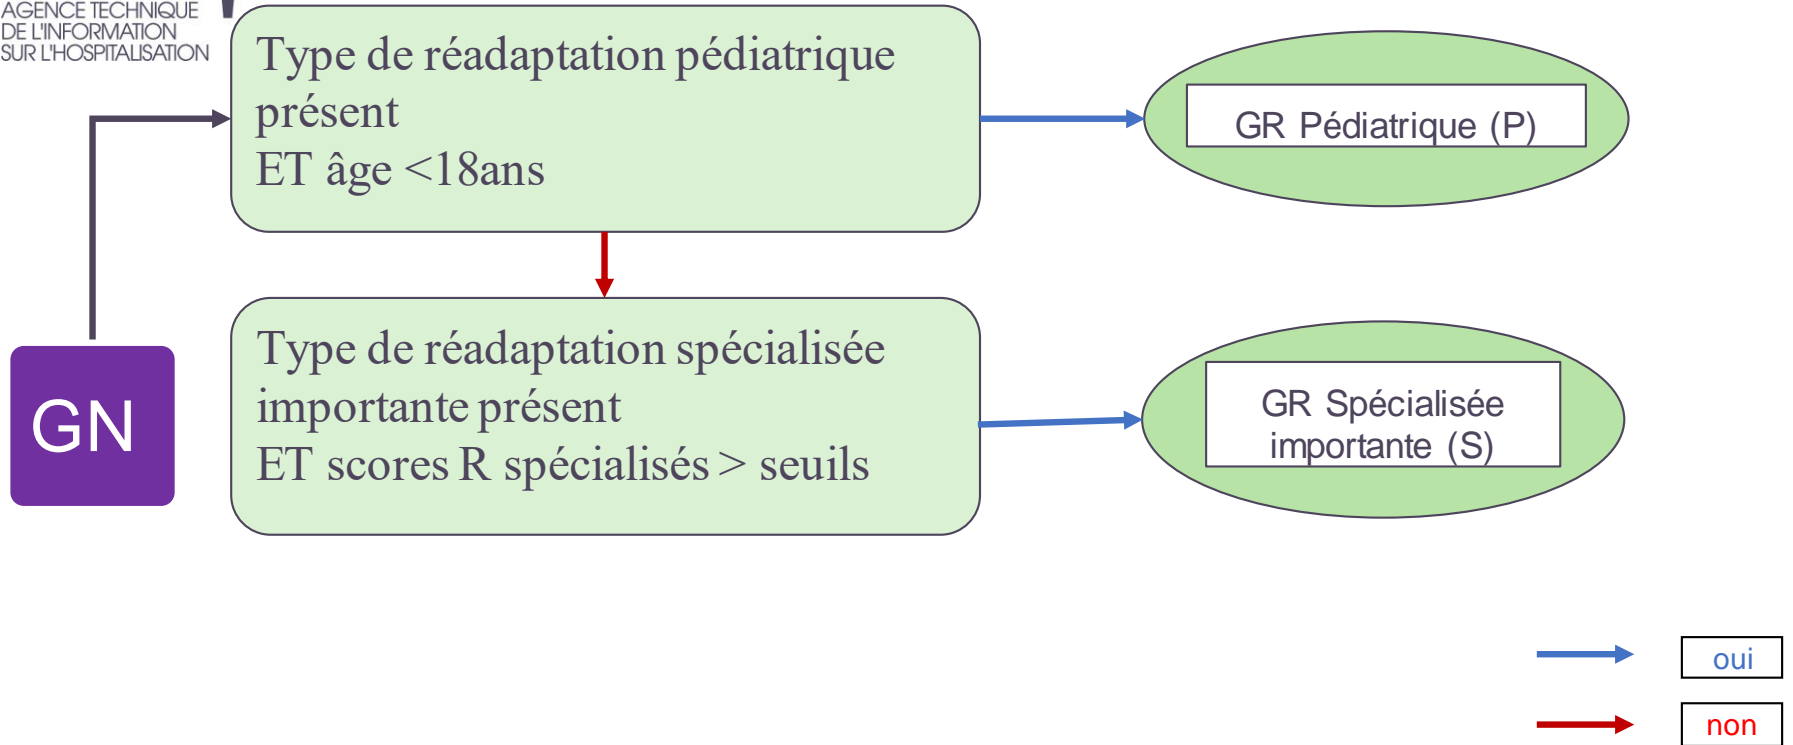 AGENCE TECHNIQUE
DE L'INFORMATION
SUR L'HOSPITALISATION
Type de réadaptation pédiatrique
présent
ET âge <18ans
GR Pédiatrique (P)
GN
Type de réadaptation spécialisée
importante présent
ET scores R spécialisés > seuils
GR Spécialisée
importante (S)
oui
non